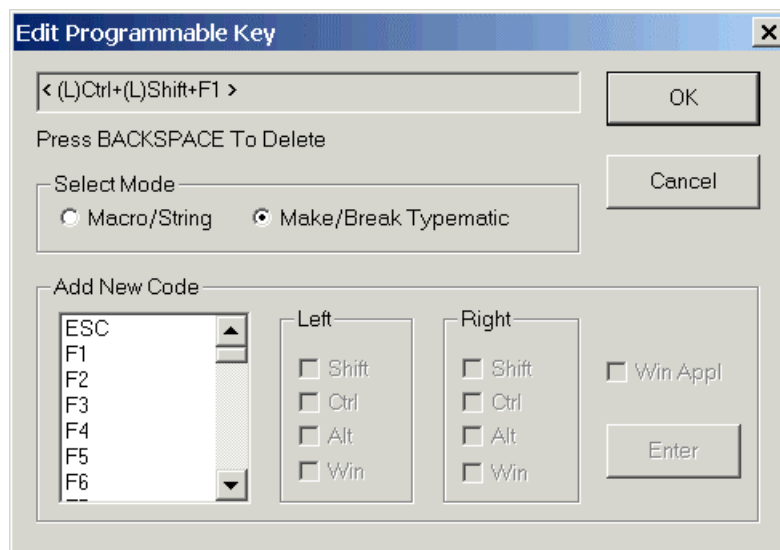 Edit Programmable Key
< (L)Ctrl+(L)Shift+F1 >
OK
Press BACKSPACE To Delete
Cancel
Select Mode
Macro/String
Make/Break Typematic
Add New Code
ESC
F1
F2
F3
F4
F5
F6
Left
Shift
Ctrl
Alt
Win
Right
Shift
Ctrl
Alt
Win
Win Appl
Enter